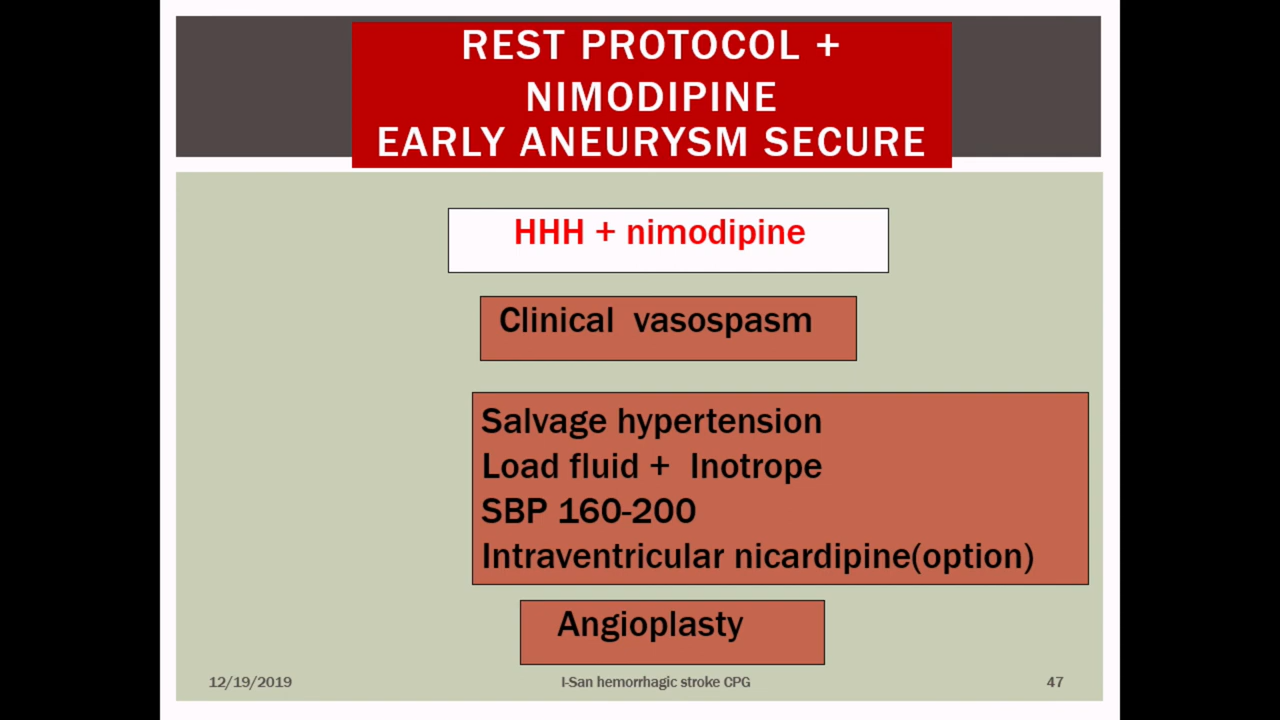 REST PROTOCOL +
NIMODIPINE
EARLY ANEURYSM SECURE
HHH + nimodipine
Clinical vasospasm
Salvage hypertension
Load fluid + Inotrope
SBP 160-200
Intraventricular nicardipine(option)
Angioplasty
12/19/2019
I-San hemorrhagic stroke CPG
47